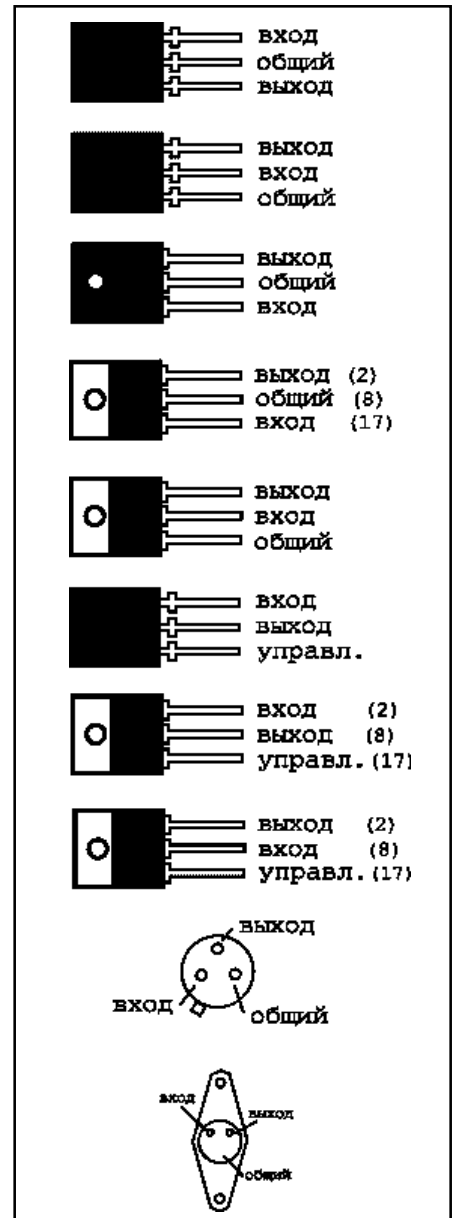 вход
общий
выход
выход
вход
общий
выход
общий
вход
выход (2)
общий (8)
вход (17)
выход
вход
общий
вход
выход
управл.
вход (2)
выход (8)
управл. (17)
выход (2)
вход (8)
управл. (17)
выход
вход
общий
вход
выход
общий